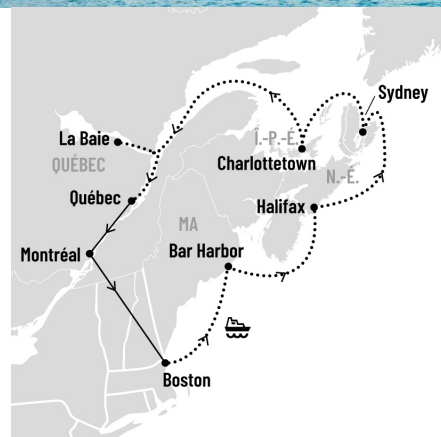 Sydney
La Baie
Î.-P.-É.
QUÉBEC
Charlottetown
N.-É.
Québec
Halifax
MA
Montréal
Bar Harbor
Boston